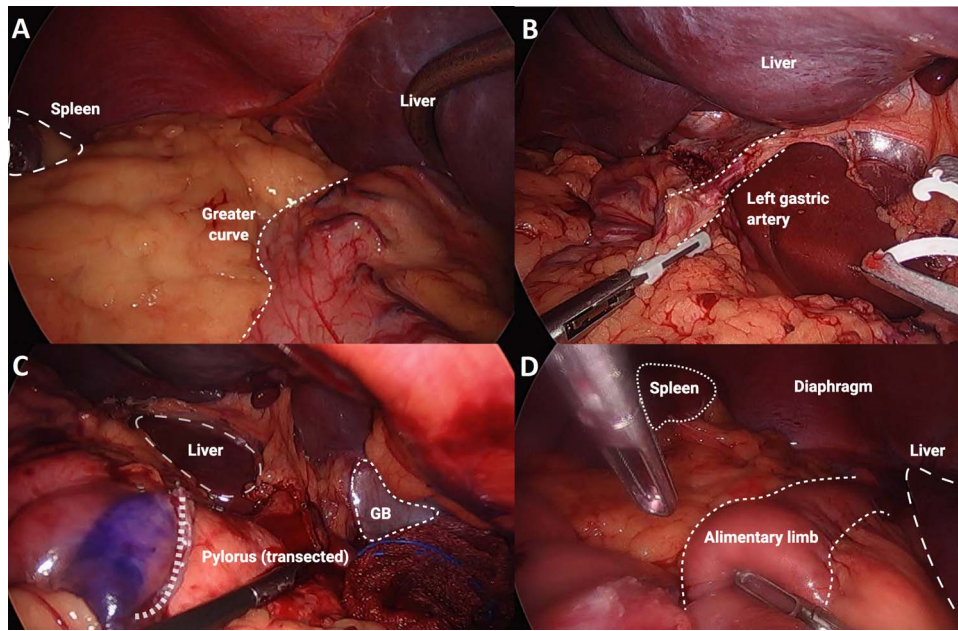 A
Spleen
Liver
Greater
curve
B
Liver
Left gastric
artery
C
Liver
GB
Pylorus (transected)
D
Spleen
Diaphragm
Liver
Alimentary limb